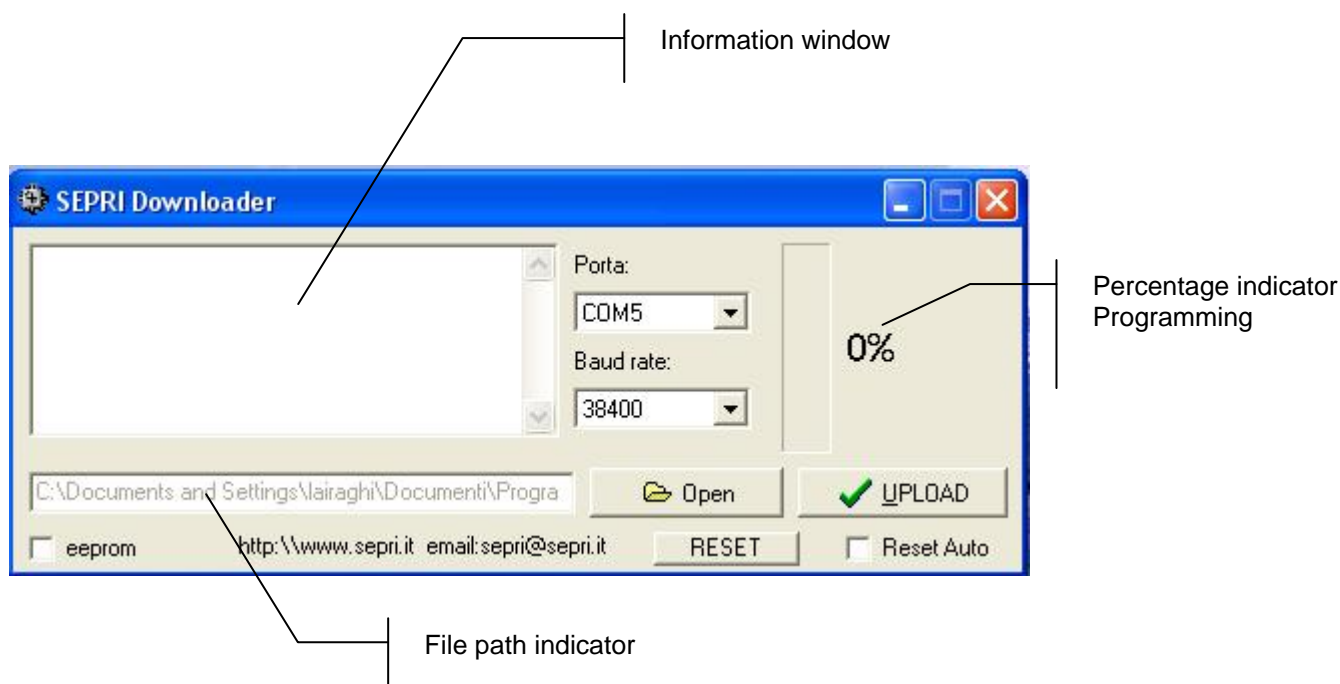 Information window
SEPRI Downloader
Porta:
COM5
Baud rate:
38400
0%
Percentage indicator
Programming
C:\Documents and Settings\lairaghi\Documenti\Progra
Open
UPLOAD
eeprom
http:\\www.sepri.it email:sepri@sepri.it
RESET
Reset Auto
File path indicator